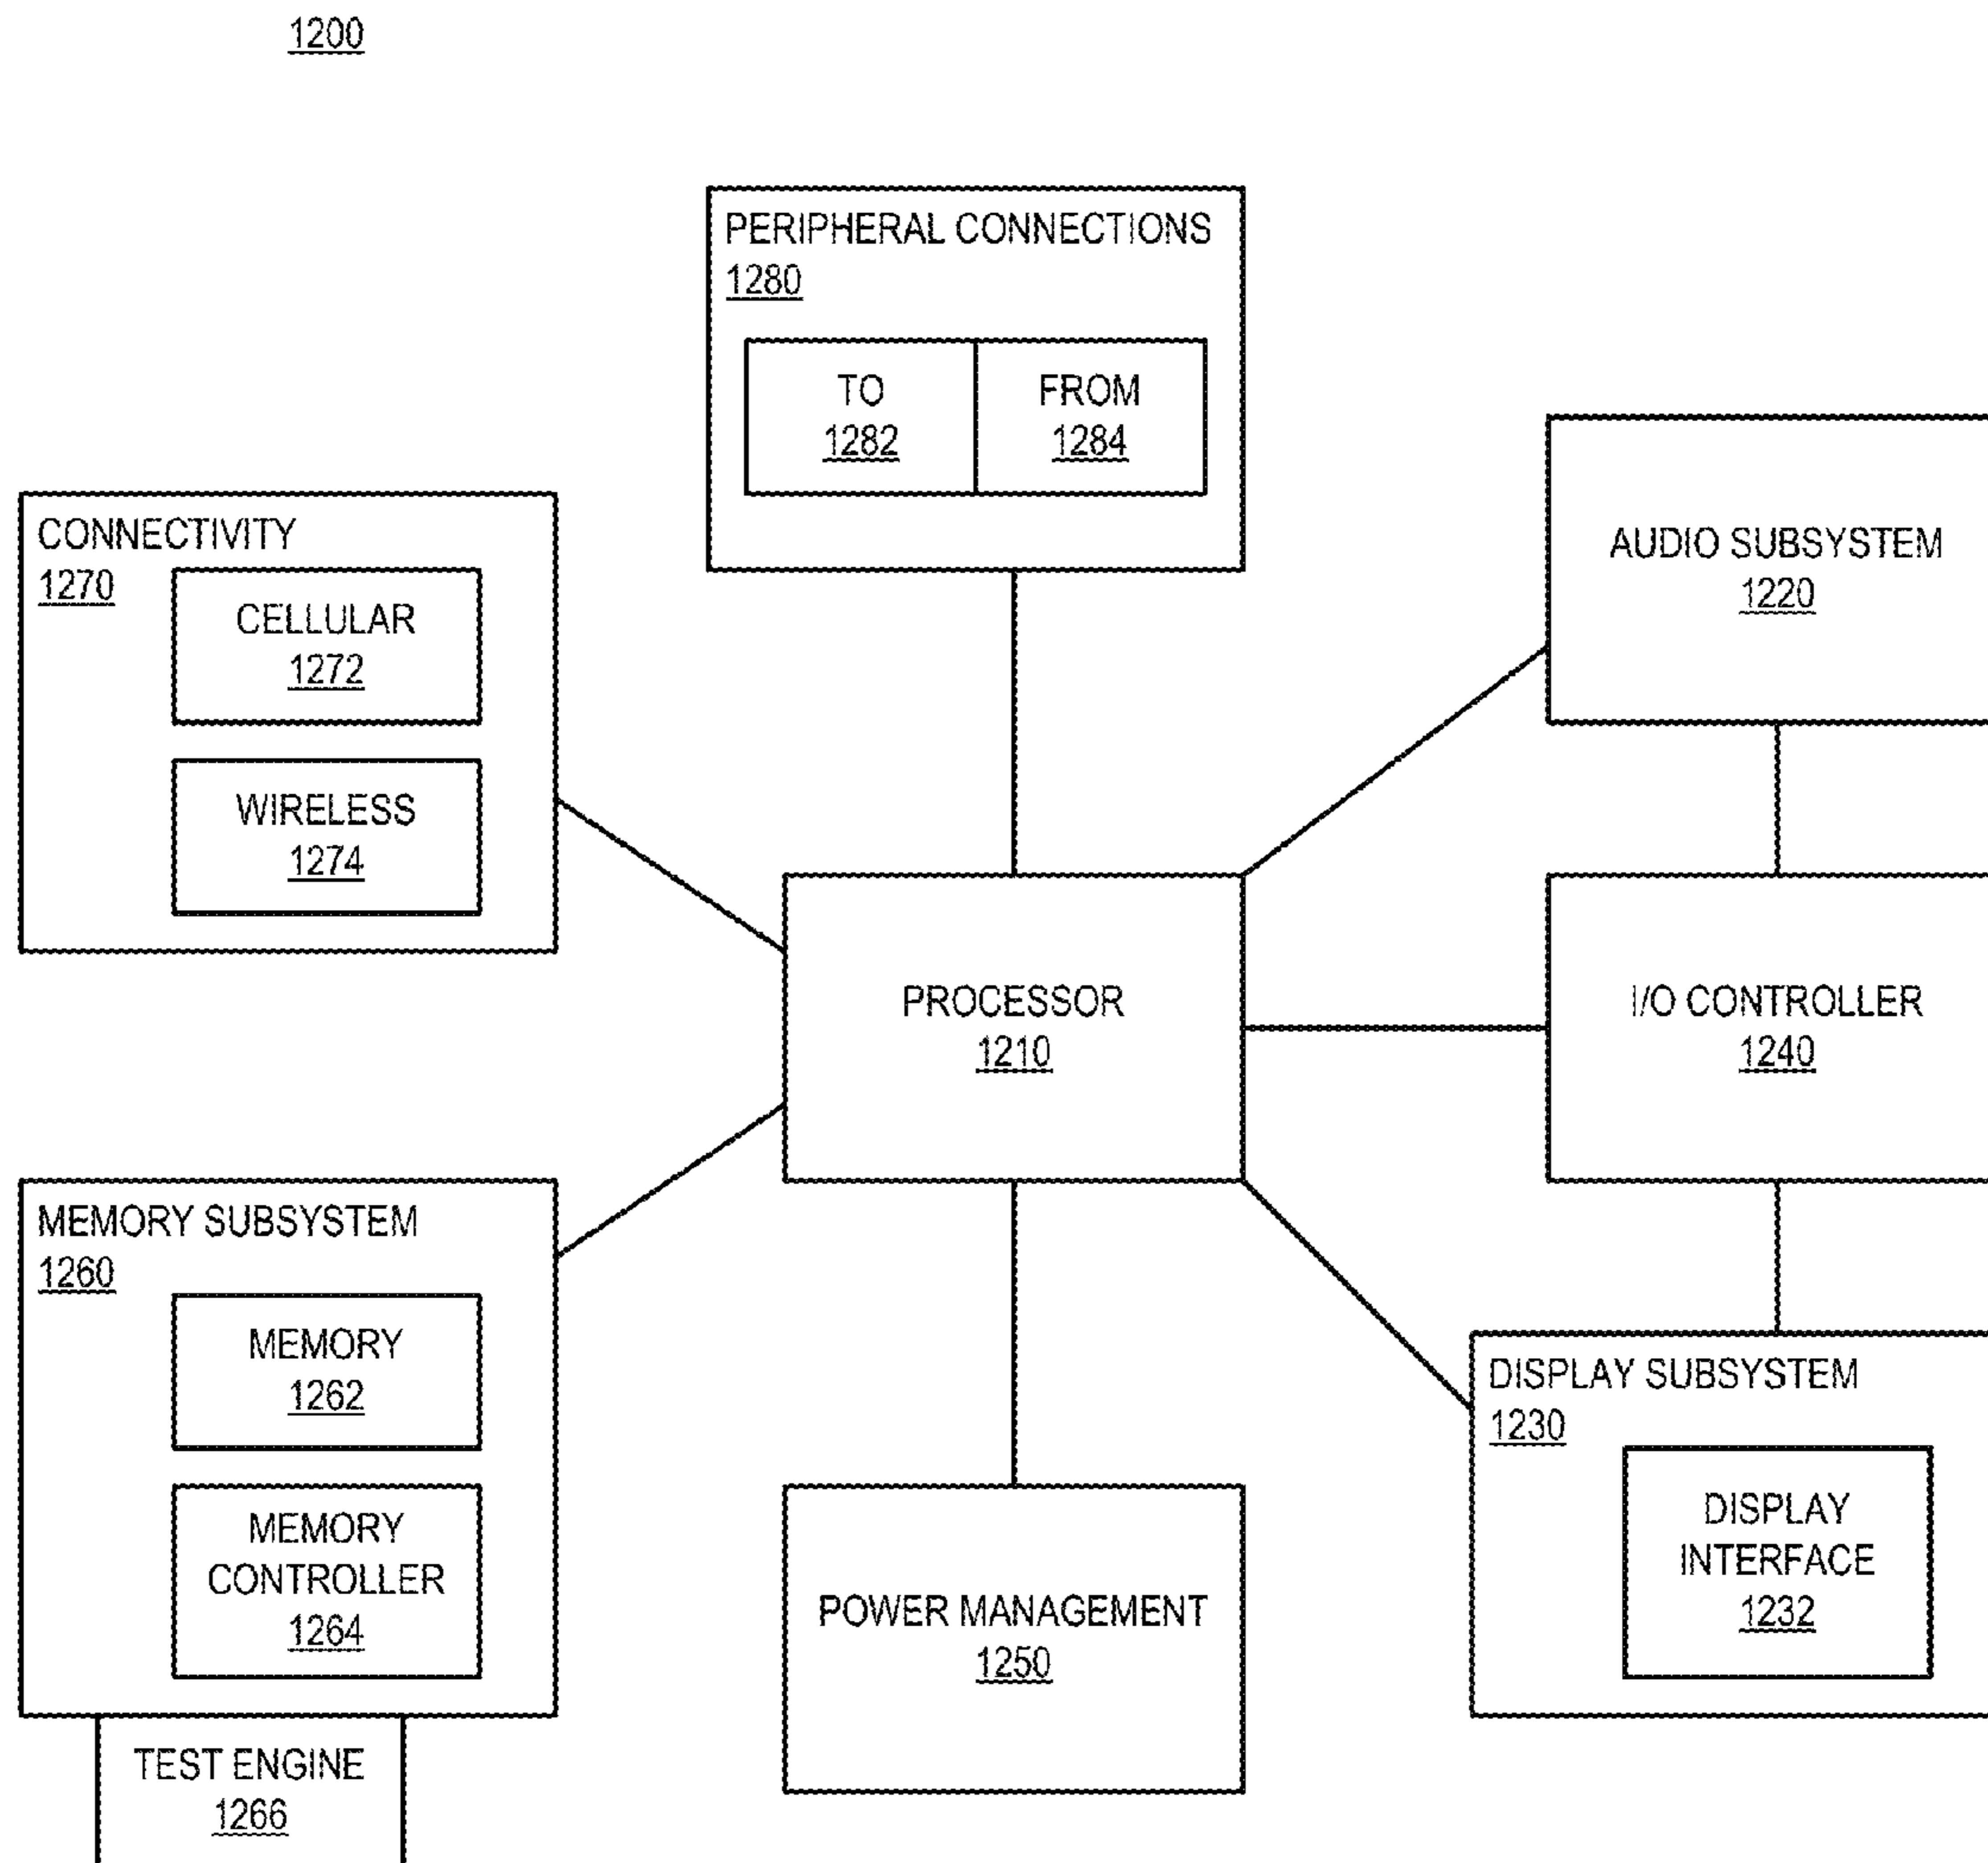 1200
PERIPHERAL CONNECTIONS
1280
TO
1282
FROM
1284
CONNECTIVITY
1270
CELLULAR
1272
WIRELESS
1274
AUDIO SUBSYSTEM
1220
PROCESSOR
1210
I/O CONTROLLER
1240
MEMORY SUBSYSTEM
1260
MEMORY
1262
MEMORY
CONTROLLER
1264
TEST ENGINE
1266
POWER MANAGEMENT
1250
DISPLAY SUBSYSTEM
1230
DISPLAY
INTERFACE
1232